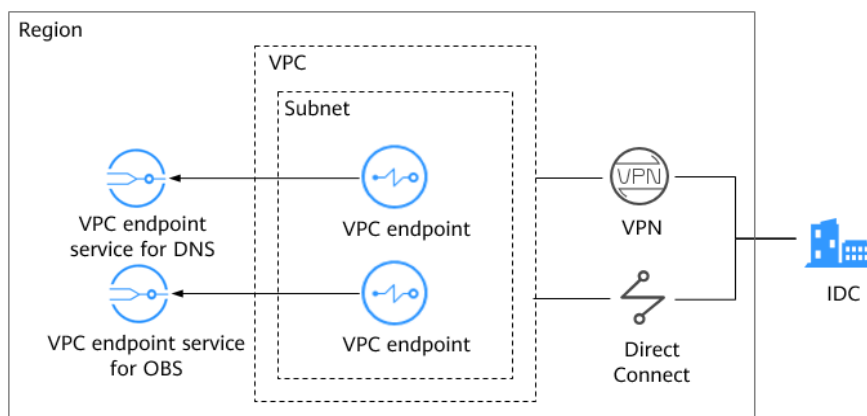 Region
VPC
Subnet
VPC endpoint
service for DNS
VPC endpoint
VPN
VPN
VPC endpoint service
for OBS
VPC endpoint
Direct
Connect
IDC